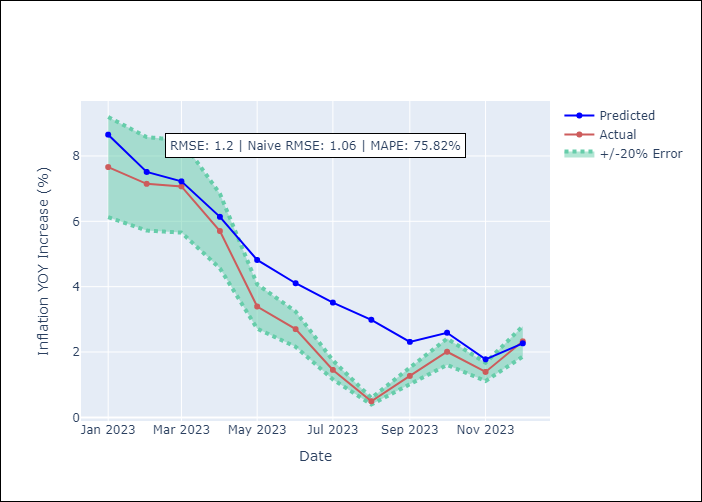 RMSE: 1.2 | Naive RMSE: 1.06 | MAPE: 75.82%
Predicted
Actual
+/-20% Error
Inflation YOY Increase (%)
8
6
4
2
0
Jan 2023
Mar 2023
May 2023
Jul 2023
Sep 2023
Nov 2023
Date